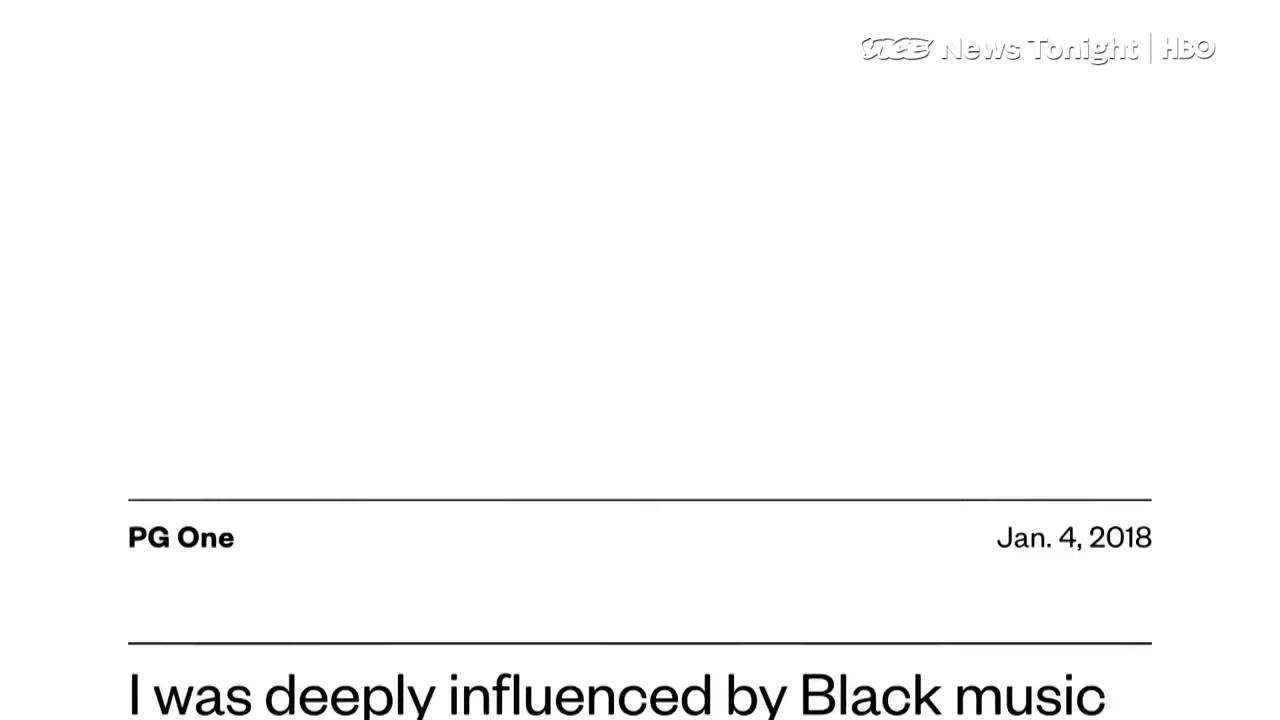 VICE News Tonight | HBO
PG One
Jan. 4, 2018
I was deeply influenced by Black music